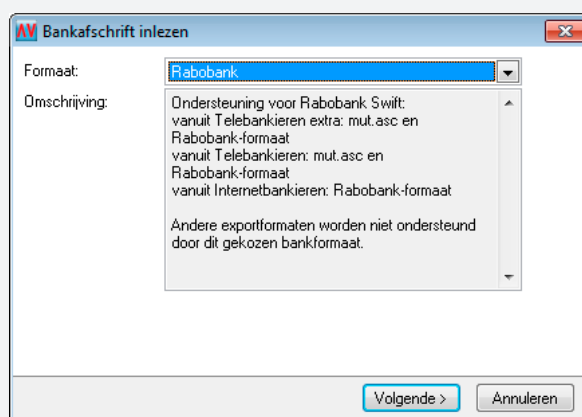 AV Bankafschrift inlezen
Formaat: Rabobank
Omschrijving: Ondersteuning voor Rabobank Swift:
vanuit Telebankieren extra: mut.asc en
Rabobank-formaat
vanuit Telebankieren: mut.asc en
Rabobank-formaat
vanuit Internetbankieren: Rabobank-formaat
Andere exportformaten worden niet ondersteund
door dit gekozen bankformaat.
Volgende > Annuleren